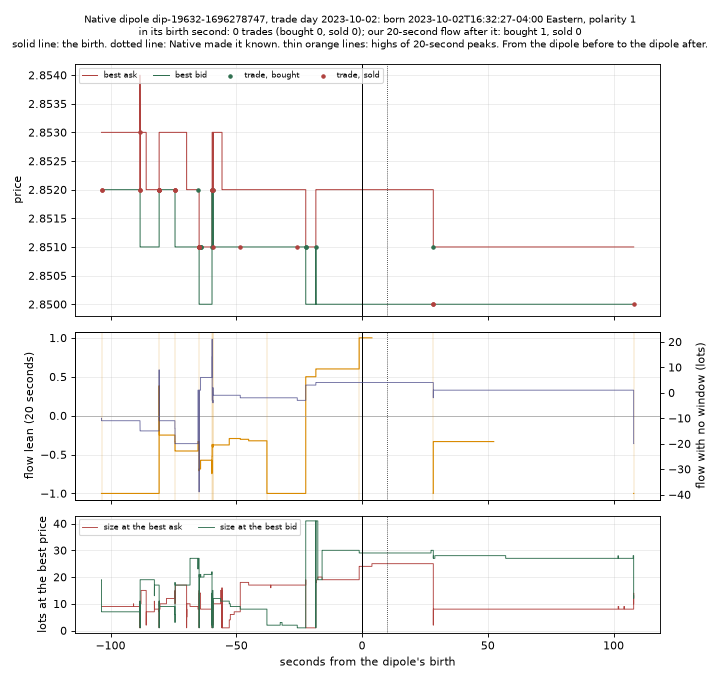 Native dipole dip-19632-1696278747, trade day 2023-10-02: born 2023-10-02T16:32:27-04:00 Eastern, polarity 1
in its birth second: 0 trades (bought 0, sold 0); our 20-second flow after it: bought 1, sold 0
solid line: the birth. dotted line: Native made it known. thin orange lines: highs of 20-second peaks. From the dipole before to the dipole after.
best ask best bid trade, bought trade, sold
2.8540
2.8535
2.8530
2.8525
2.8520
2.8515
2.8510
2.8505
2.8500
price
1.0
0.5
0.0
−0.5
−1.0
flow lean (20 seconds)
20
10
0
−10
−20
−30
−40
flow with no window (lots)
size at the best ask size at the best bid
40
30
20
10
0
lots at the best price
−100 −50 0 50 100
seconds from the dipole's birth